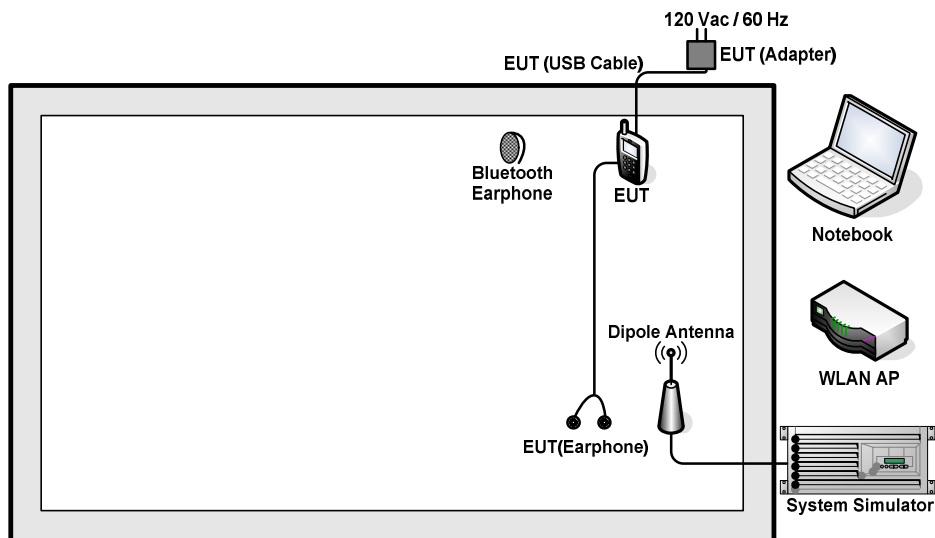 120 Vac / 60 Hz
EUT (Adapter)
EUT (USB Cable)
Bluetooth
Earphone
EUT
Notebook
Dipole Antenna
WLAN AP
EUT(Earphone)
System Simulator